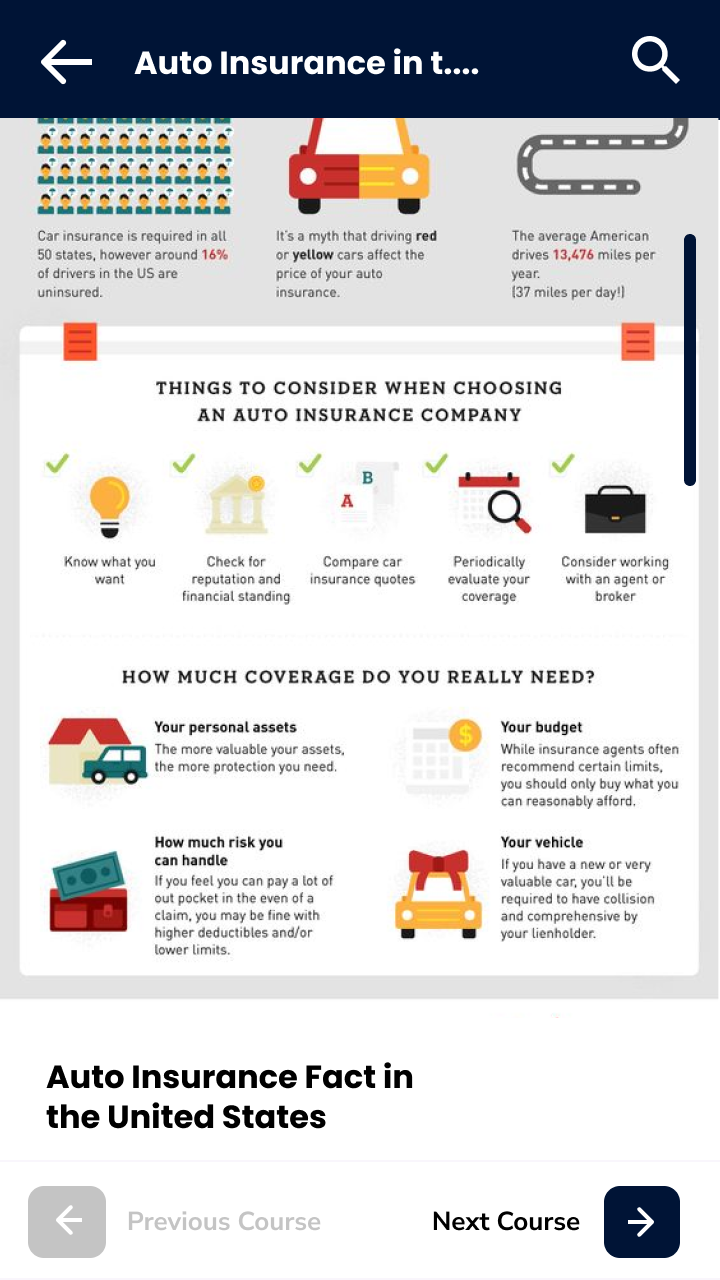 Auto Insurance in t....
Car insurance is required in all
50 states, however around 16%
of drivers in the US are
uninsured.
It's a myth that driving red
or yellow cars affect the
price of your auto
insurance.
The average American
drives 13,476 miles per
year.
(37 miles per day!)
THINGS TO CONSIDER WHEN CHOOSING
AN AUTO INSURANCE COMPANY
B
A
Know what you
want
Check for
reputation and
financial standing
Compare car
insurance quotes
Periodically
evaluate your
coverage
Consider working
with an agent or
broker
HOW MUCH COVERAGE DO YOU REALLY NEED?
Your personal assets
The more valuable your assets,
the more protection you need.
$
Your budget
While insurance agents often
recommend certain limits,
you should only buy what you
can reasonably afford.
How much risk you
can handle
If you feel you can pay a lot of
out pocket in the even of a
claim, you may be fine with
higher deductibles and/or
lower limits.
Your vehicle
If you have a new or very
valuable car, you'll be
required to have collision
and comprehensive by
your lienholder.
Auto Insurance Fact in
the United States
Previous Course
Next Course